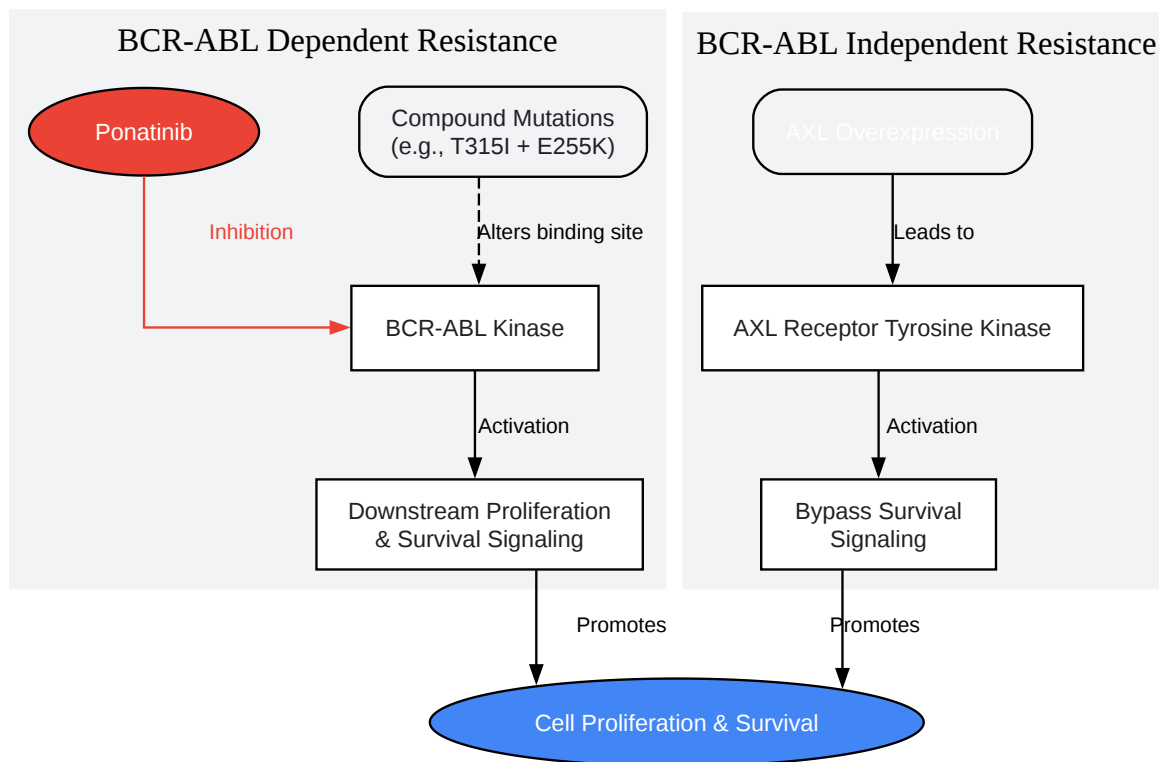 BCR-ABL Dependent Resistance
Ponatinib
Compound Mutations
(e.g., T315I + E255K)
Inhibition
Alters binding site
BCR-ABL Kinase
Activation
Downstream Proliferation
& Survival Signaling
Promotes
BCR-ABL Independent Resistance
AXL Overexpression
Leads to
AXL Receptor Tyrosine Kinase
Activation
Bypass Survival
Signaling
Promotes
Cell Proliferation & Survival